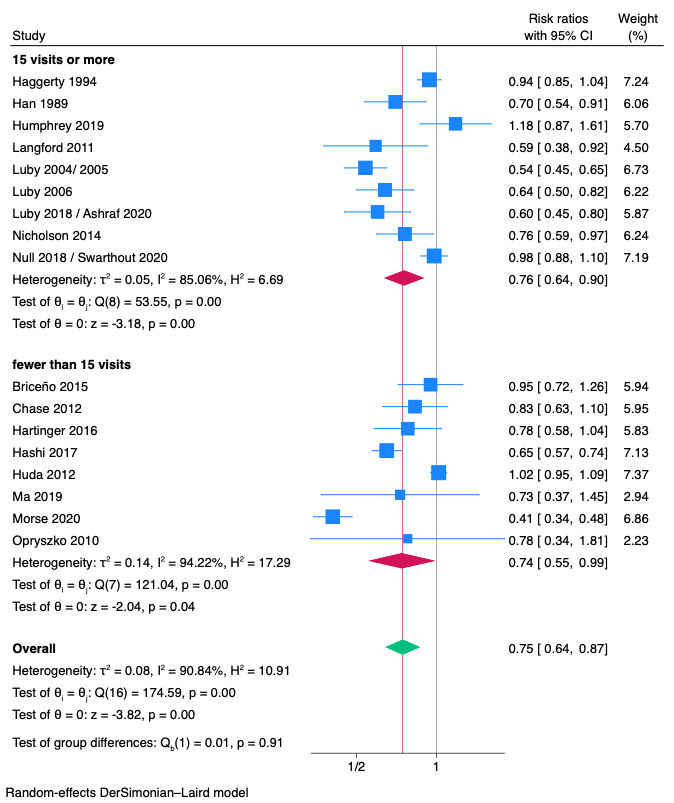 Risk ratios Weight
Study with 95% CI (%)
15 visits or more
Haggerty 1994 0.94 [ 0.85, 1.04] 7.24
Han 1989 0.70 [ 0.54, 0.91] 6.06
Humphrey 2019 1.18 [ 0.87, 1.61] 5.70
Langford 2011 0.59 [ 0.38, 0.92] 4.50
Luby 2004/ 2005 0.54 [ 0.45, 0.65] 6.73
Luby 2006 0.64 [ 0.50, 0.82] 6.22
Luby 2018 / Ashraf 2020 0.60 [ 0.45, 0.80] 5.87
Nicholson 2014 0.76 [ 0.59, 0.97] 6.24
Null 2018 / Swarthout 2020 0.98 [ 0.88, 1.10] 7.19
Heterogeneity: τ² = 0.05, I² = 85.06%, H² = 6.69 0.76 [ 0.64, 0.90]
Test of θᵢ = θⱼ: Q(8) = 53.55, p = 0.00
Test of θ = 0: z = -3.18, p = 0.00
fewer than 15 visits
Briceño 2015 0.95 [ 0.72, 1.26] 5.94
Chase 2012 0.83 [ 0.63, 1.10] 5.95
Hartinger 2016 0.78 [ 0.58, 1.04] 5.83
Hashi 2017 0.65 [ 0.57, 0.74] 7.13
Huda 2012 1.02 [ 0.95, 1.09] 7.37
Ma 2019 0.73 [ 0.37, 1.45] 2.94
Morse 2020 0.41 [ 0.34, 0.48] 6.86
Opryszko 2010 0.78 [ 0.34, 1.81] 2.23
Heterogeneity: τ² = 0.14, I² = 94.22%, H² = 17.29 0.74 [ 0.55, 0.99]
Test of θᵢ = θⱼ: Q(7) = 121.04, p = 0.00
Test of θ = 0: z = -2.04, p = 0.04
Overall 0.75 [ 0.64, 0.87]
Heterogeneity: τ² = 0.08, I² = 90.84%, H² = 10.91
Test of θᵢ = θⱼ: Q(16) = 174.59, p = 0.00
Test of θ = 0: z = -3.82, p = 0.00
Test of group differences: Q_b(1) = 0.01, p = 0.91
1/2 1
Random-effects DerSimonian–Laird model